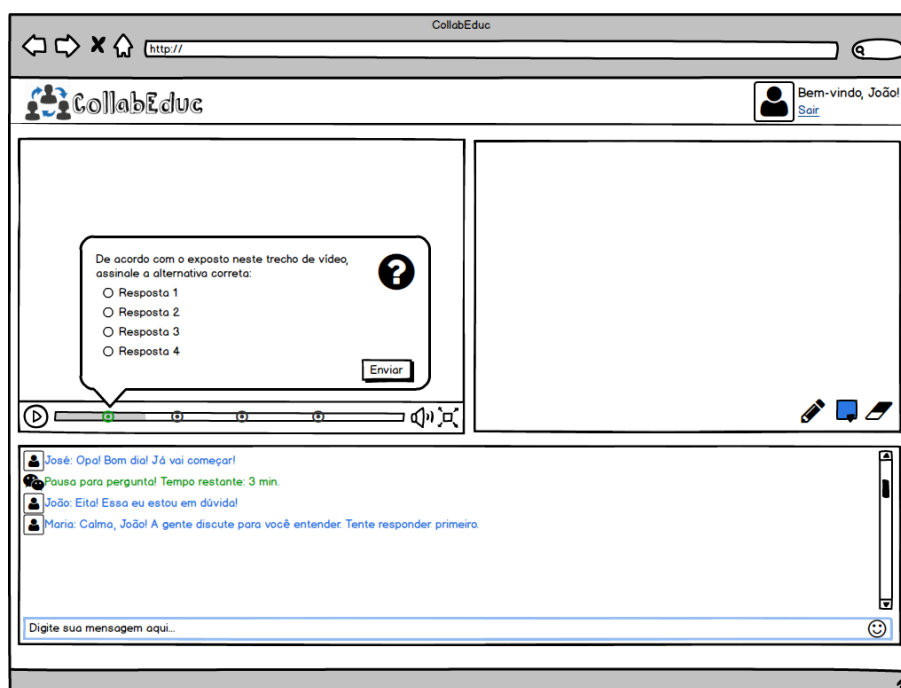 CollabEduc
http://
CollabEduc
Bem-vindo, João!
Sair
De acordo com o exposto neste trecho de vídeo,
assinale a alternativa correta:
Resposta 1
Resposta 2
Resposta 3
Resposta 4
Enviar
José: Opa! Bom dia! Já vai começar!
Pausa para pergunta! Tempo restante: 3 min.
João: Eita! Essa eu estou em dúvida!
Maria: Calma, João! A gente discute para você entender. Tente responder primeiro.
Digite sua mensagem aqui...